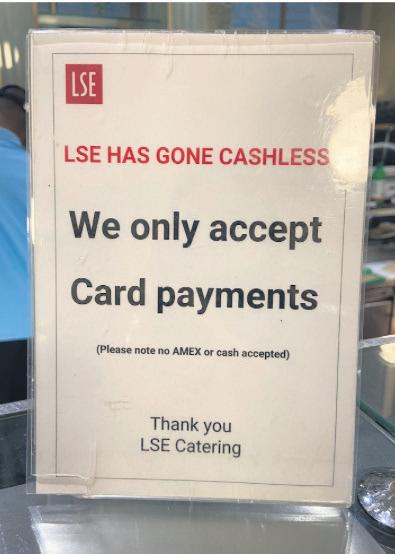 LSE
LSE HAS GONE CASHLESS
We only accept
Card payments
(Please note no AMEX or cash accepted)
Thank you
LSE Catering